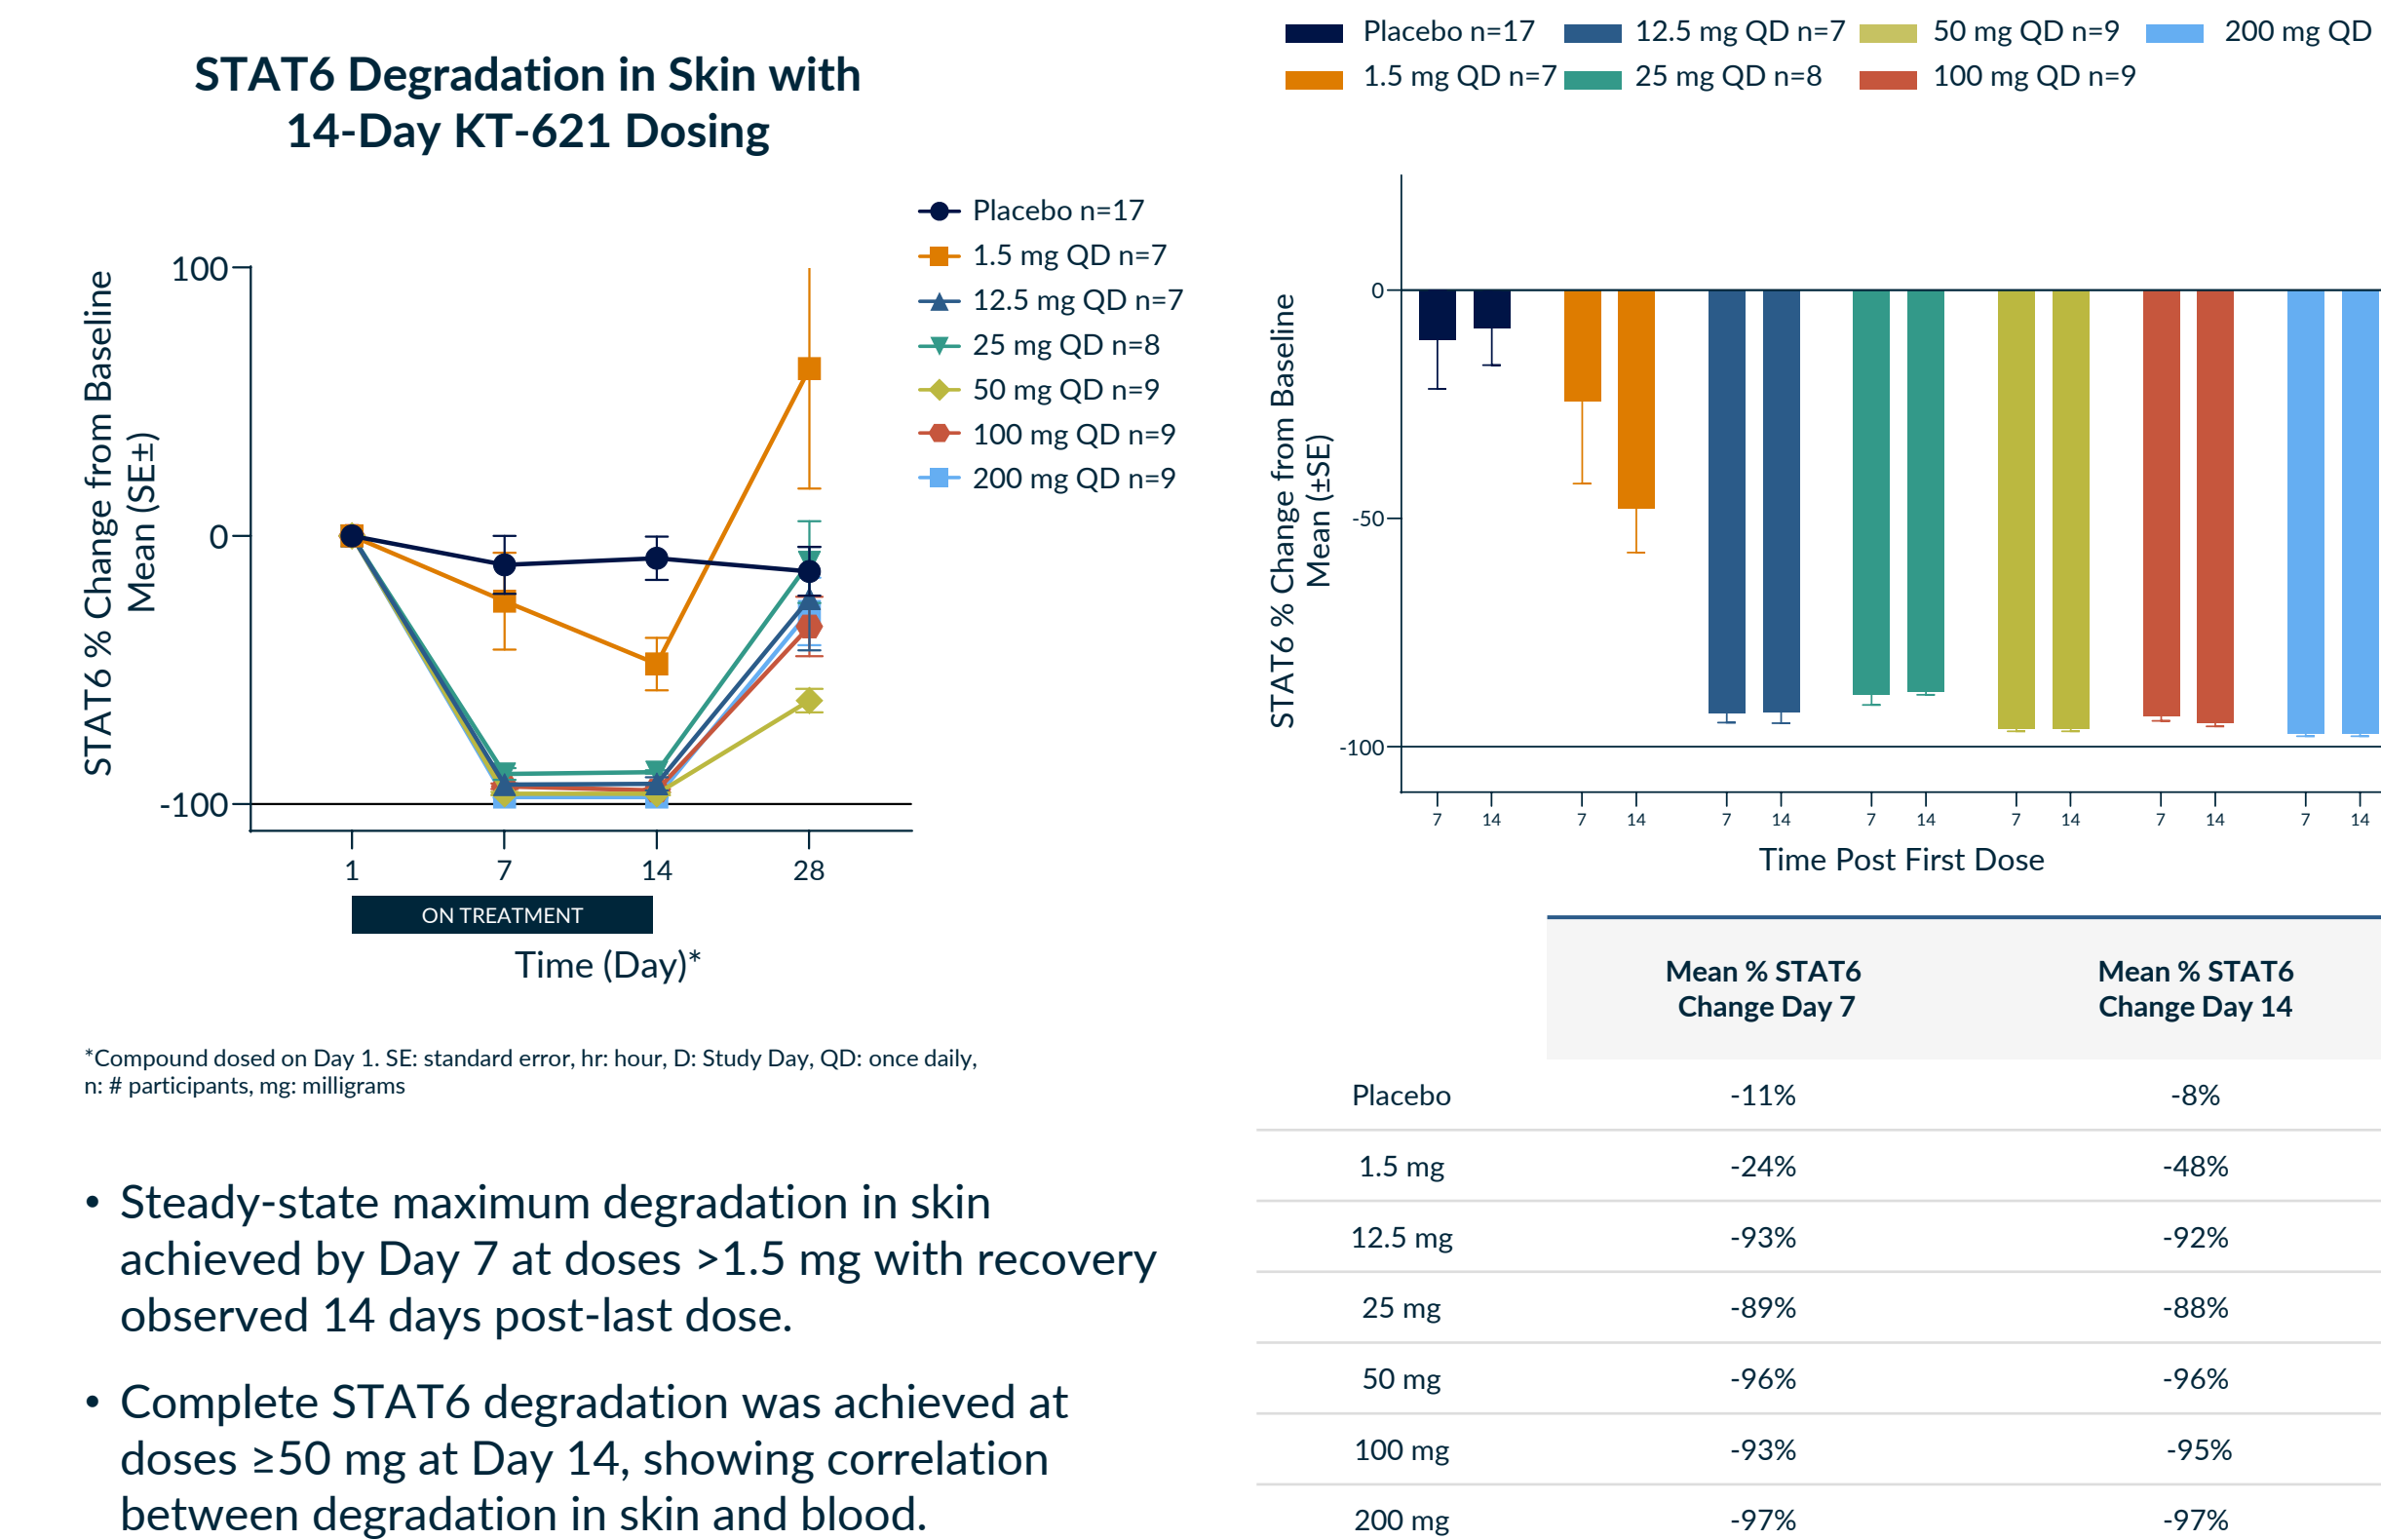 STAT6 Degradation in Skin with
14-Day KT-621 Dosing
STAT6 % Change from Baseline
Mean (SE±)
100
0
-100
1
7
14
28
ON TREATMENT
Time (Day)*
Placebo n=17
1.5 mg QD n=7
12.5 mg QD n=7
25 mg QD n=8
50 mg QD n=9
100 mg QD n=9
200 mg QD n=9
*Compound dosed on Day 1. SE: standard error, hr: hour, D: Study Day, QD: once daily,
n: # participants, mg: milligrams
• Steady-state maximum degradation in skin
achieved by Day 7 at doses >1.5 mg with recovery
observed 14 days post-last dose.
• Complete STAT6 degradation was achieved at
doses ≥50 mg at Day 14, showing correlation
between degradation in skin and blood.
Placebo n=17 12.5 mg QD n=7 50 mg QD n=9 200 mg QD
1.5 mg QD n=7 25 mg QD n=8 100 mg QD n=9
STAT6 % Change from Baseline
Mean (±SE)
0
-50
-100
7 14 7 14 7 14 7 14 7 14 7 14 7 14
Time Post First Dose
Mean % STAT6 Mean % STAT6
Change Day 7 Change Day 14
Placebo -11% -8%
1.5 mg -24% -48%
12.5 mg -93% -92%
25 mg -89% -88%
50 mg -96% -96%
100 mg -93% -95%
200 mg -97% -97%